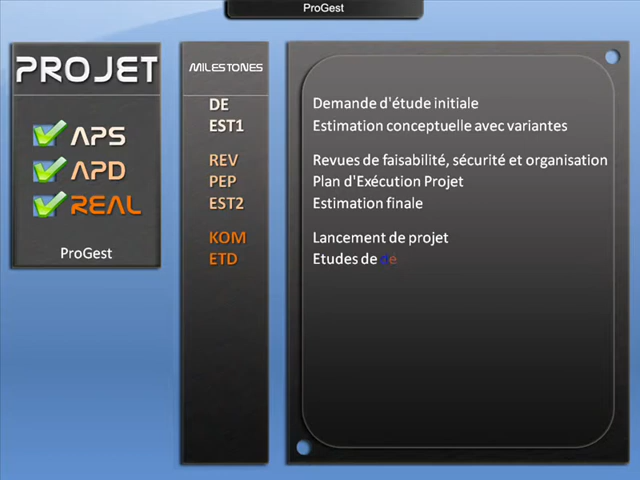 ProGest
PROJET
APS
APD
REAL
ProGest
MILESTONES
DE Demande d'étude initiale
EST1 Estimation conceptuelle avec variantes
REV Revues de faisabilité, sécurité et organisation
PEP Plan d'Exécution Projet
EST2 Estimation finale
KOM Lancement de projet
ETD Etudes de